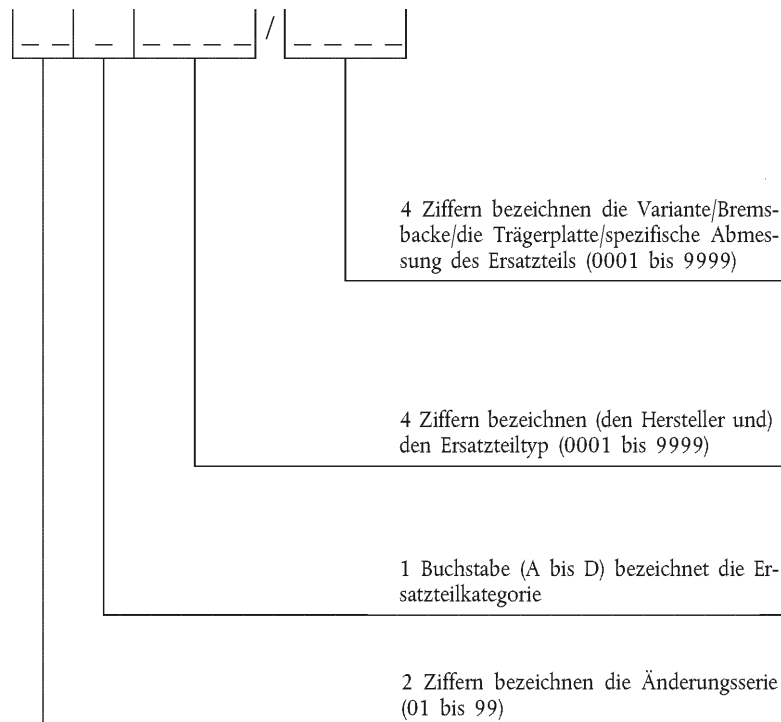 _ _ _ _ _ _ _ / _ _ _ _
4 Ziffern bezeichnen die Variante/Brems-
backe/die Trägerplatte/spezifische Abmes-
sung des Ersatzteils (0001 bis 9999)
4 Ziffern bezeichnen (den Hersteller und)
den Ersatzteiltyp (0001 bis 9999)
1 Buchstabe (A bis D) bezeichnet die Er-
satzteilkategorie
2 Ziffern bezeichnen die Änderungsserie
(01 bis 99)